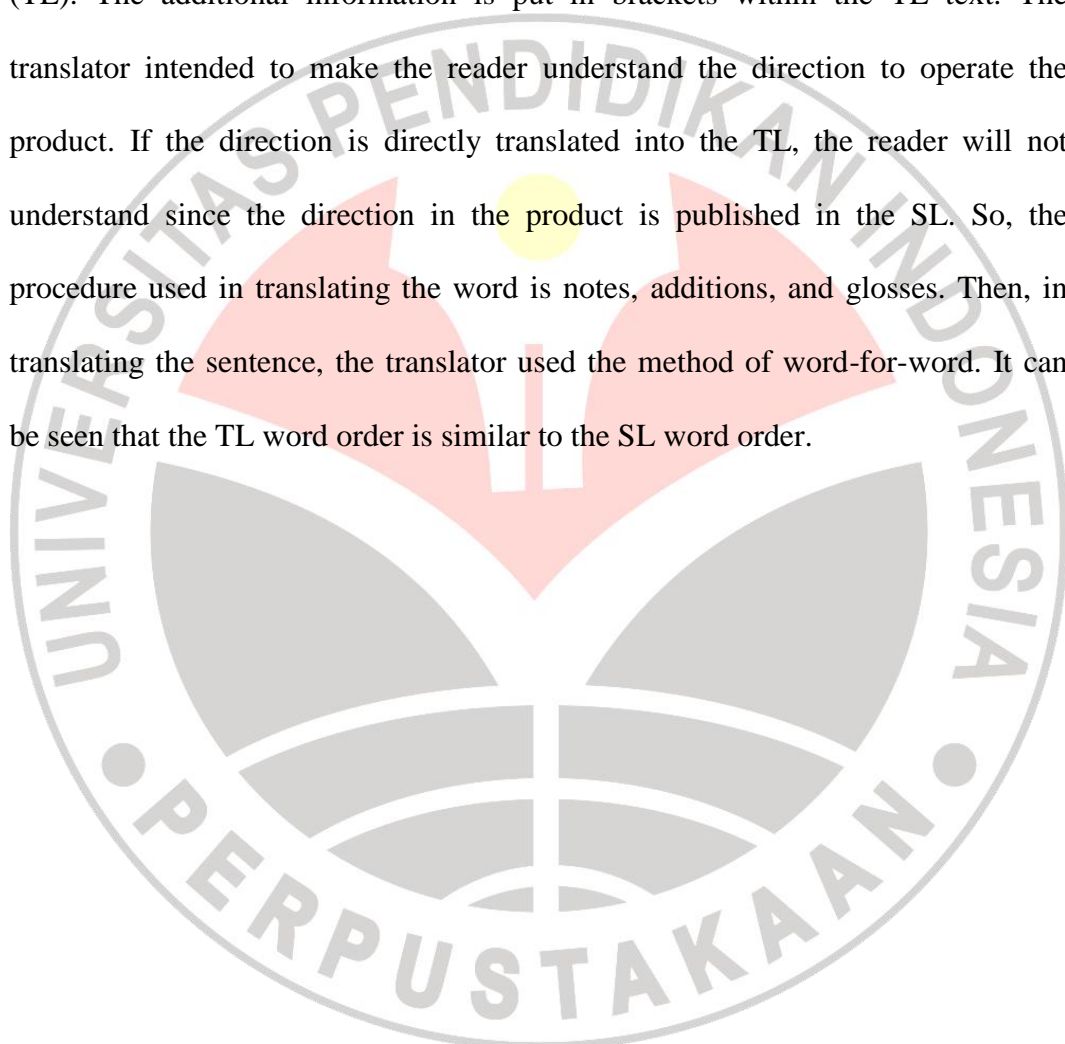 (TL). The additional information is put in brackets within the TL text. The
translator intended to make the reader understand the direction to operate the
product. If the direction is directly translated into the TL, the reader will not
understand since the direction in the product is published in the SL. So, the
procedure used in translating the word is notes, additions, and glosses. Then, in
translating the sentence, the translator used the method of word-for-word. It can
be seen that the TL word order is similar to the SL word order.
UNIVERSITAS PENDIDIKAN INDONESIA
PERPUSTAKAAN